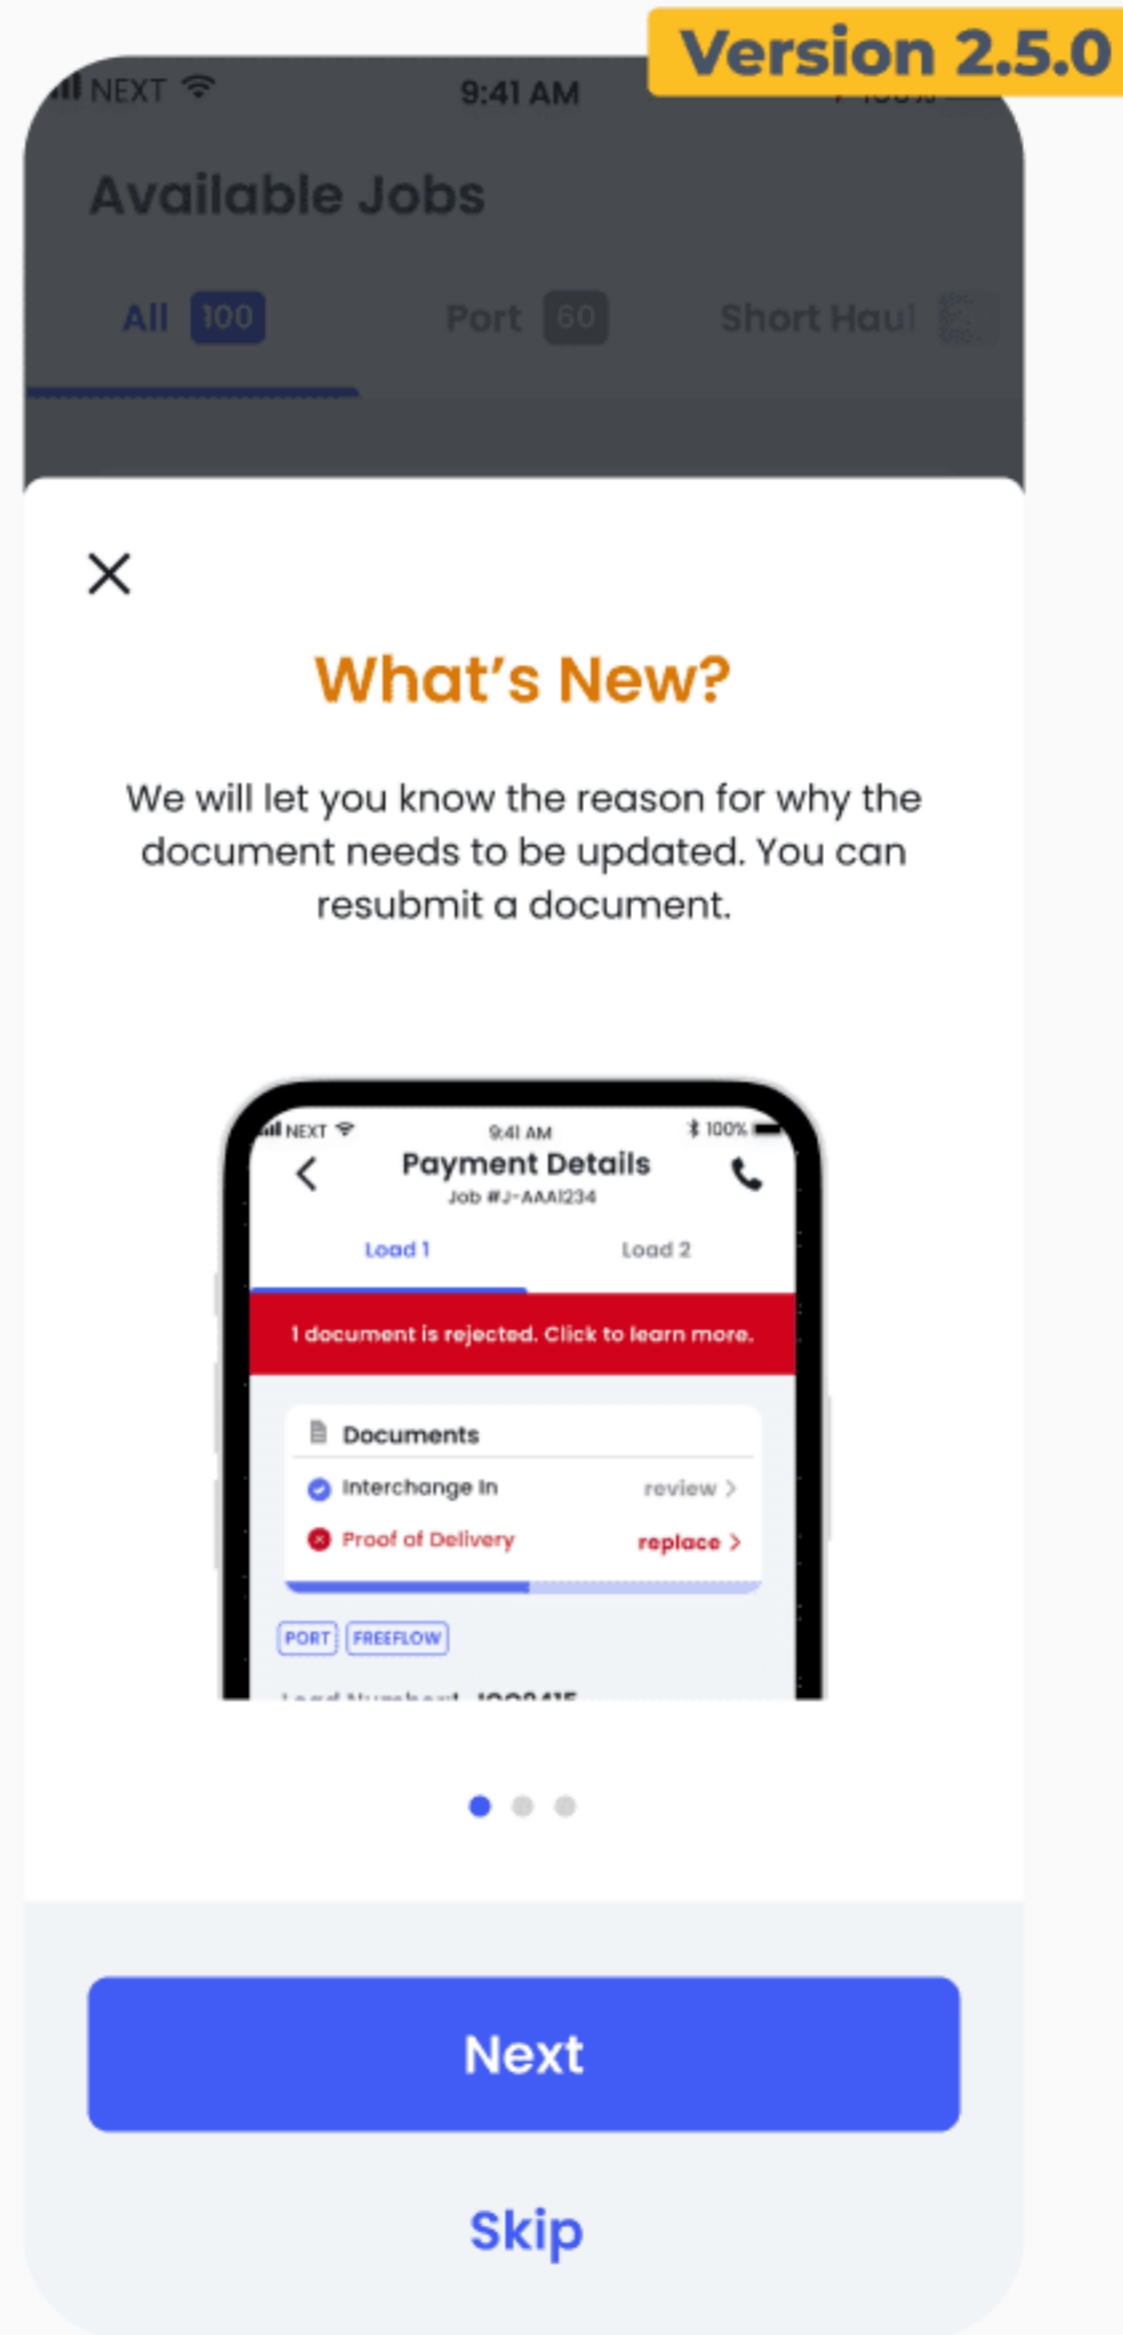 Version 2.5.0
NEXT 9:41 AM
Available Jobs
All 100 Port 60 Short Haul
What's New?
We will let you know the reason for why the
document needs to be updated. You can
resubmit a document.
NEXT 9:41 AM 100%
Payment Details
Job #J-AAA1234
Load 1 Load 2
1 document is rejected. Click to learn more.
Documents
Interchange In review >
Proof of Delivery replace >
PORT FREEFLOW
Next
Skip